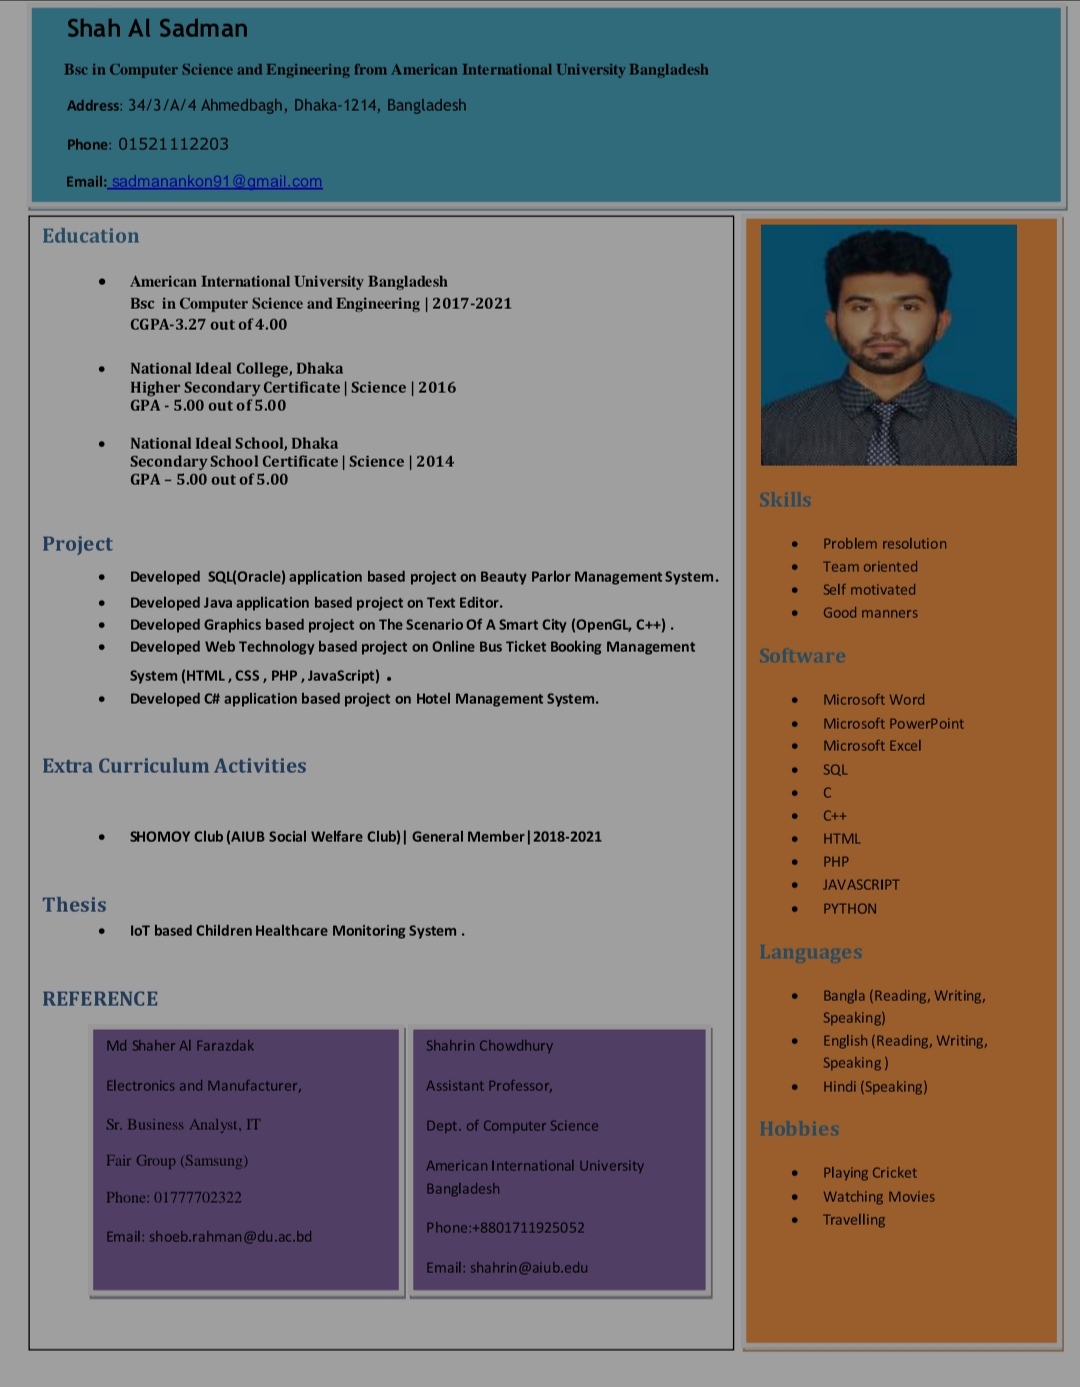 Shah Al Sadman
Bsc in Computer Science and Engineering from American International University Bangladesh
Address: 34/3/A/4 Ahmedbagh, Dhaka-1214, Bangladesh
Phone: 01521112203
Email: sadmanankon91@gmail.com
Education
• American International University Bangladesh
Bsc in Computer Science and Engineering | 2017-2021
CGPA-3.27 out of 4.00
• National Ideal College, Dhaka
Higher Secondary Certificate | Science | 2016
GPA - 5.00 out of 5.00
• National Ideal School, Dhaka
Secondary School Certificate | Science | 2014
GPA – 5.00 out of 5.00
Project
• Developed SQL(Oracle) application based project on Beauty Parlor Management System.
• Developed Java application based project on Text Editor.
• Developed Graphics based project on The Scenario Of A Smart City (OpenGL, C++) .
• Developed Web Technology based project on Online Bus Ticket Booking Management
System (HTML , CSS , PHP , JavaScript) .
• Developed C# application based project on Hotel Management System.
Extra Curriculum Activities
• SHOMOY Club (AIUB Social Welfare Club)| General Member|2018-2021
Thesis
• IoT based Children Healthcare Monitoring System .
REFERENCE
Md Shaher Al Farazdak
Electronics and Manufacturer,
Sr. Business Analyst, IT
Fair Group (Samsung)
Phone: 01777702322
Email: shoeb.rahman@du.ac.bd
Shahrin Chowdhury
Assistant Professor,
Dept. of Computer Science
American International University
Bangladesh
Phone:+8801711925052
Email: shahrin@aiub.edu
Skills
• Problem resolution
• Team oriented
• Self motivated
• Good manners
Software
• Microsoft Word
• Microsoft PowerPoint
• Microsoft Excel
• SQL
• C
• C++
• HTML
• PHP
• JAVASCRIPT
• PYTHON
Languages
• Bangla (Reading, Writing,
Speaking)
• English (Reading, Writing,
Speaking )
• Hindi (Speaking)
Hobbies
• Playing Cricket
• Watching Movies
• Travelling